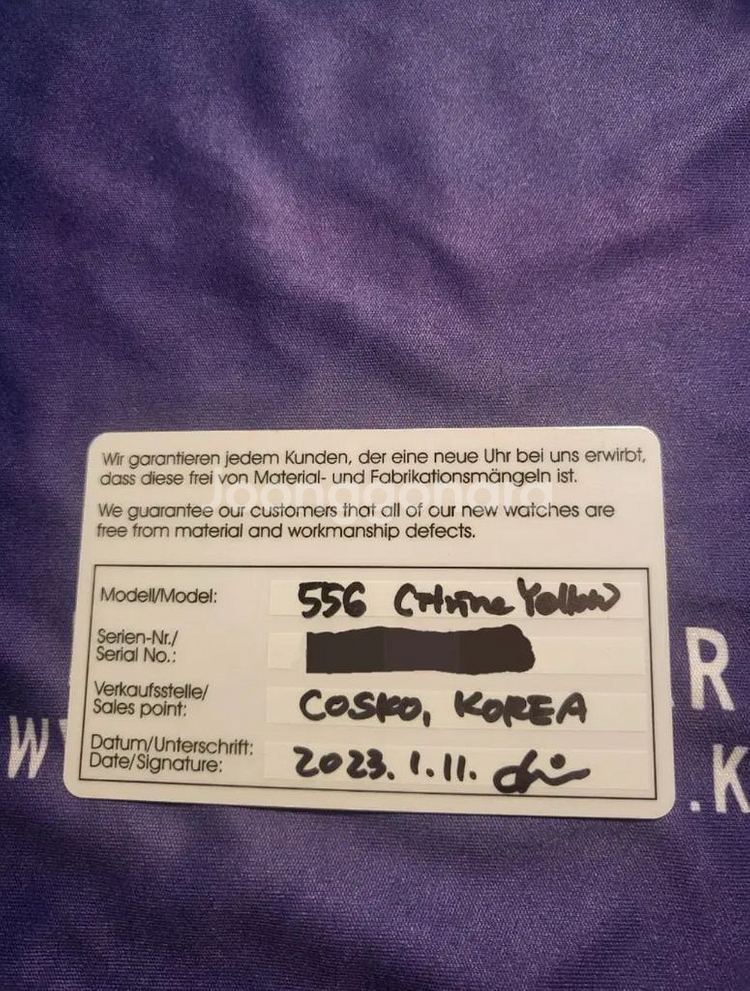 Wir garantieren jedem Kunden, der eine neue Uhr bei uns erwirbt,
dass diese frei von Material- und Fabrikationsmängeln ist.
Joongonara
We guarantee our customers that all of our new watches are
free from material and workmanship defects.
Modell/Model: 556 Citrine Yellow
Serien-Nr./
Serial No.:
Verkaufsstelle/
Sales point: COSKO, KOREA
Datum/Unterschrift:
Date/Signature: 2023.1.11.
R
W
.K